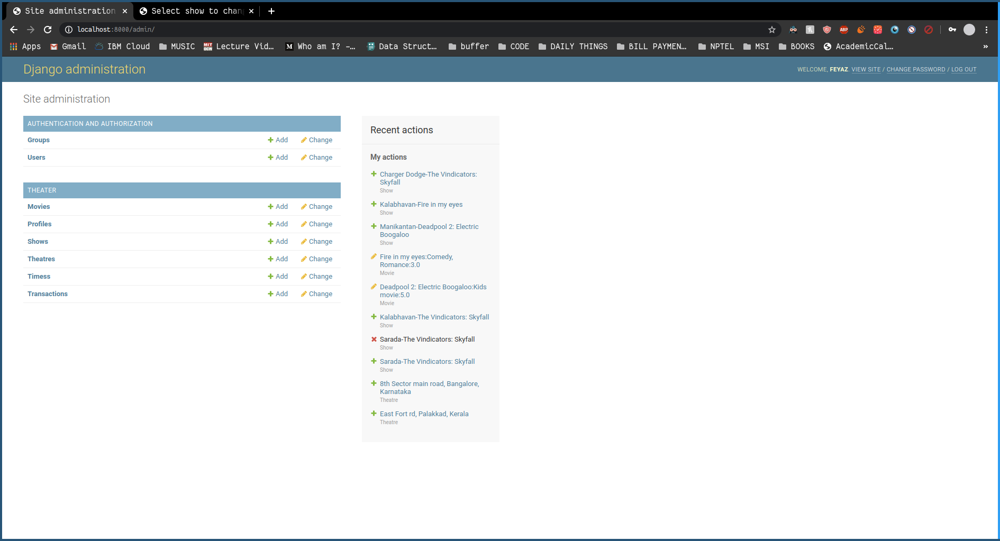 Site administration
Select show to chan
localhost:8000/admin/
ABP
Apps
Gmail
IBM Cloud
MUSIC
MIT OCW Lecture Vid…
M Who am I? –…
Data Struct…
buffer
CODE
DAILY THINGS
BILL PAYMEN…
NPTEL
MSI
BOOKS
AcademicCal…
»
Django administration
WELCOME, FEYAZ. VIEW SITE / CHANGE PASSWORD / LOG OUT
Site administration
AUTHENTICATION AND AUTHORIZATION
Groups Add Change
Users Add Change
THEATER
Movies Add Change
Profiles Add Change
Shows Add Change
Theatres Add Change
Timess Add Change
Transactions Add Change
Recent actions
My actions
Charger Dodge-The Vindicators:
Skyfall
Show
Kalabhavan-Fire in my eyes
Show
Manikantan-Deadpool 2: Electric
Boogaloo
Show
Fire in my eyes:Comedy,
Romance:3.0
Movie
Deadpool 2: Electric Boogaloo:Kids
movie:5.0
Movie
Kalabhavan-The Vindicators: Skyfall
Show
Sarada-The Vindicators: Skyfall
Show
Sarada-The Vindicators: Skyfall
Show
8th Sector main road, Bangalore,
Karnataka
Theatre
East Fort rd, Palakkad, Kerala
Theatre